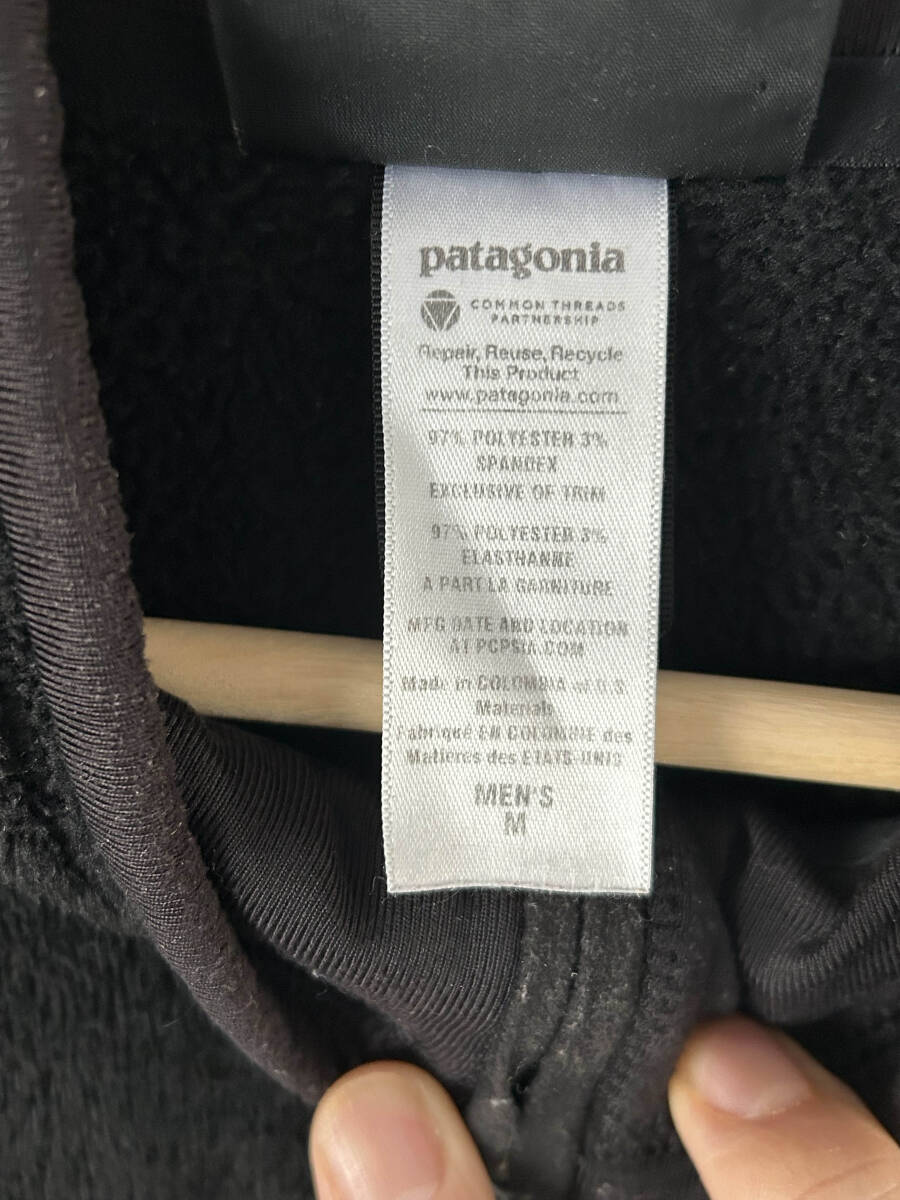 patagonia
COMMON THREADS
PARTNERSHIP
Repair, Reuse, Recycle
This Product
www.patagonia.com
97% POLYESTER 3%
SPANDEX
EXCLUSIVE OF TRIM
97% POLYESTER 3%
ELASTHANNE
A PART LA GARNITURE
MFG DATE AND LOCATION
AT PCPSIA.COM
Made in COLOMBIA of U.S.
Materials
Fabriqué EN COLOMBIE des
Matières des ETATS-UNIS
MEN'S
M